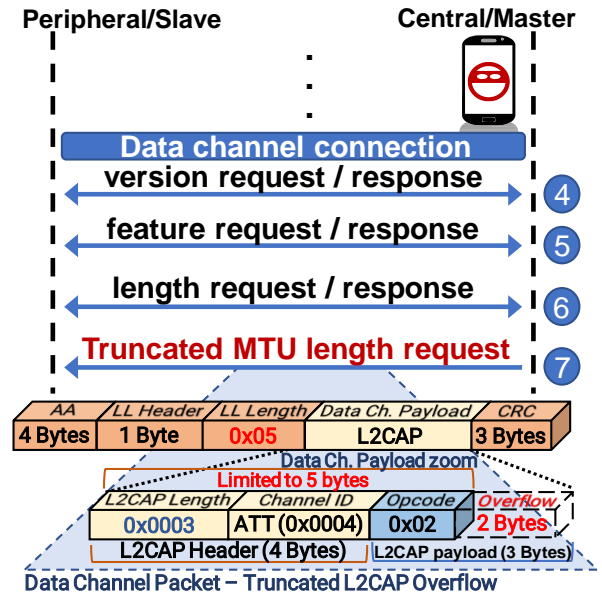 Peripheral/Slave Central/Master
Data channel connection
version request / response 4
feature request / response 5
length request / response 6
Truncated MTU length request 7
AA LL Header LL Length Data Ch. Payload CRC
4 Bytes 1 Byte 0x05 L2CAP 3 Bytes
Data Ch. Payload zoom
Limited to 5 bytes
L2CAP Length Channel ID Opcode Overflow
0x0003 ATT (0x0004) 0x02 2 Bytes
L2CAP Header (4 Bytes) L2CAP payload (3 Bytes)
Data Channel Packet – Truncated L2CAP Overflow